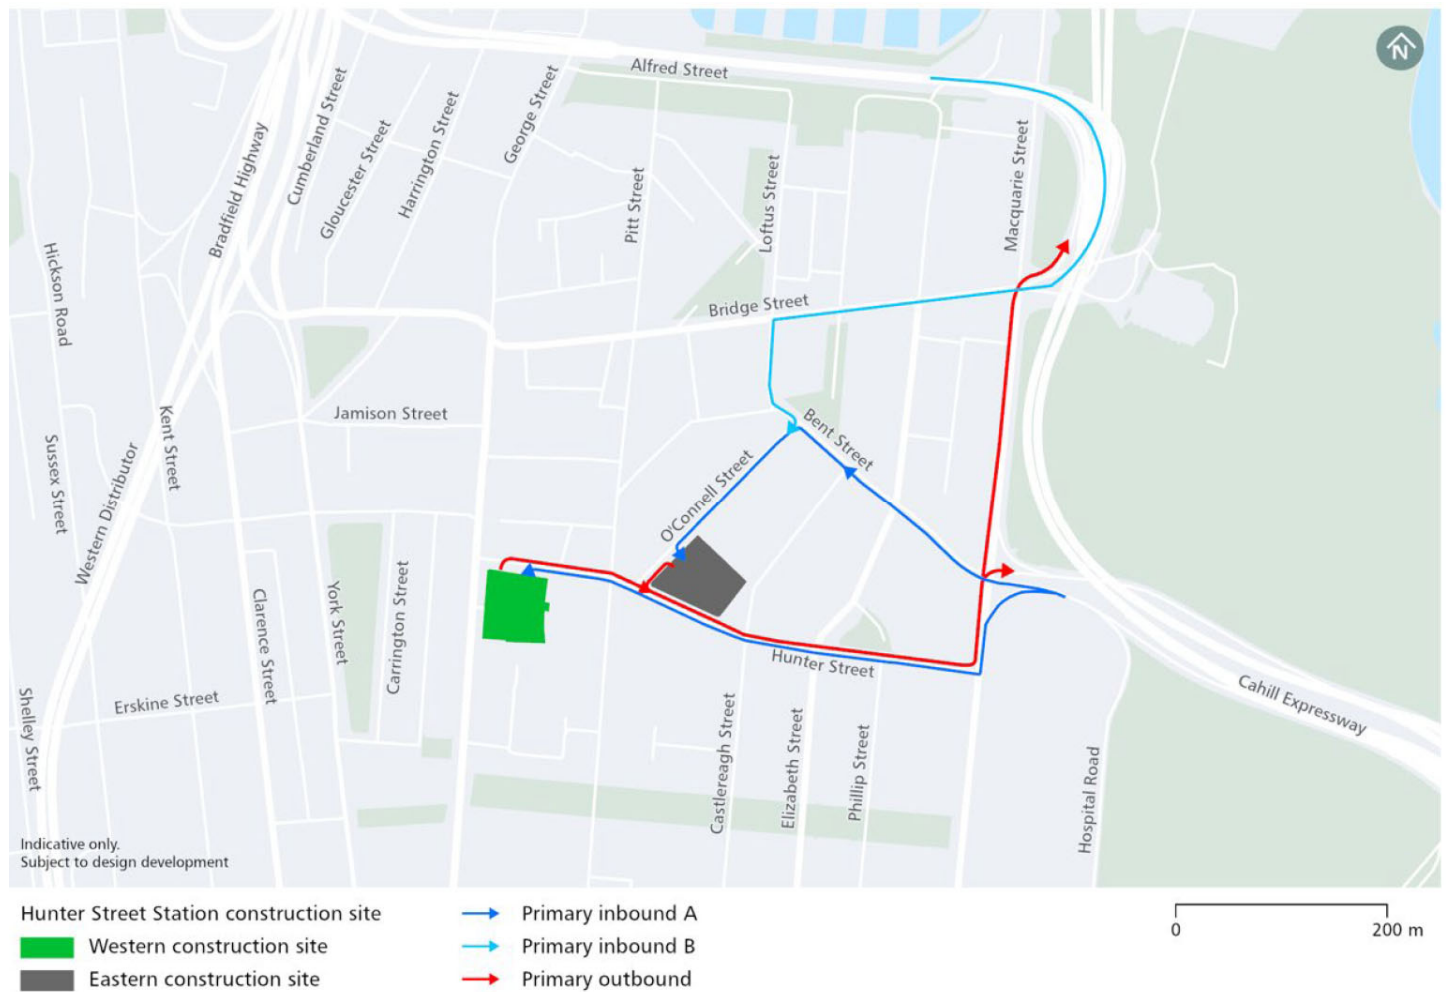 N
Alfred Street
Bradfield Highway
Cumberland Street
Gloucester Street
Harrington Street
George Street
Pitt Street
Loftus Street
Macquarie Street
Hickson Road
Bridge Street
Jamison Street
Bent Street
Kent Street
Sussex Street
Western Distributor
O'Connell Street
Clarence Street
York Street
Carrington Street
Hunter Street
Erskine Street
Shelley Street
Castlereagh Street
Elizabeth Street
Phillip Street
Hospital Road
Cahill Expressway
Indicative only.
Subject to design development
Hunter Street Station construction site
Western construction site
Eastern construction site
Primary inbound A
Primary inbound B
Primary outbound
0 200 m